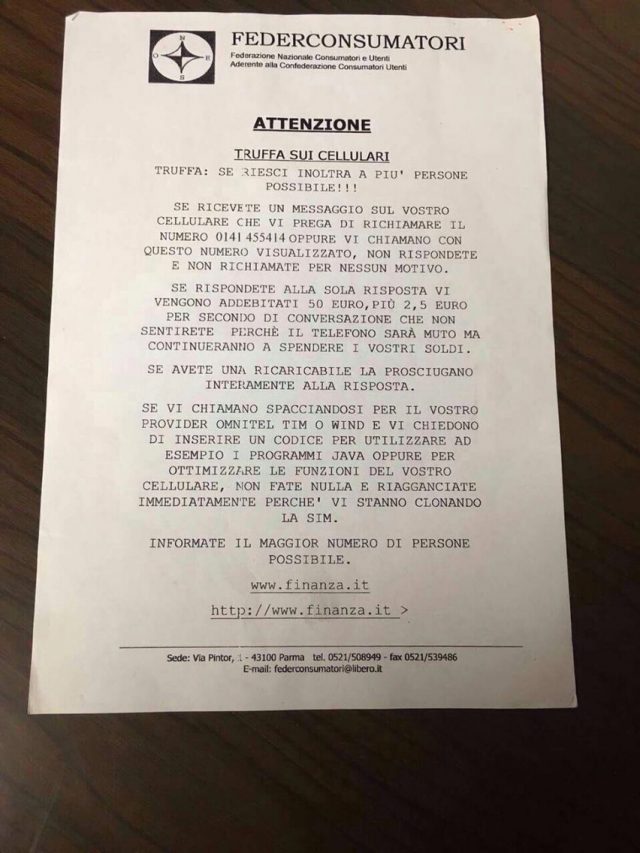 N
O E
S
FEDERCONSUMATORI
Federazione Nazionale Consumatori e Utenti
Aderente alla Confederazione Consumatori Utenti
ATTENZIONE
TRUFFA SUI CELLULARI
TRUFFA: SE RIESCI INOLTRA A PIU' PERSONE
POSSIBILE!!!
SE RICEVETE UN MESSAGGIO SUL VOSTRO
CELLULARE CHE VI PREGA DI RICHIAMARE IL
NUMERO 0141 455414 OPPURE VI CHIAMANO CON
QUESTO NUMERO VISUALIZZATO, NON RISPONDETE
E NON RICHIAMATE PER NESSUN MOTIVO.
SE RISPONDETE ALLA SOLA RISPOSTA VI
VENGONO ADDEBITATI 50 EURO, PIÙ 2,5 EURO
PER SECONDO DI CONVERSAZIONE CHE NON
SENTIRETE PERCHÈ IL TELEFONO SARÀ MUTO MA
CONTINUERANNO A SPENDERE I VOSTRI SOLDI.
SE AVETE UNA RICARICABILE LA PROSCIUGANO
INTERAMENTE ALLA RISPOSTA.
SE VI CHIAMANO SPACCIANDOSI PER IL VOSTRO
PROVIDER OMNITEL TIM O WIND E VI CHIEDONO
DI INSERIRE UN CODICE PER UTILIZZARE AD
ESEMPIO I PROGRAMMI JAVA OPPURE PER
OTTIMIZZARE LE FUNZIONI DEL VOSTRO
CELLULARE, NON FATE NULLA E RIAGGANCIATE
IMMEDIATAMENTE PERCHE' VI STANNO CLONANDO
LA SIM.
INFORMATE IL MAGGIOR NUMERO DI PERSONE
POSSIBILE.
www.finanza.it
http://www.finanza.it >
Sede: Via Pintor, 1 - 43100 Parma tel. 0521/508949 - fax 0521/539486
E-mail: federconsumatori@libero.it